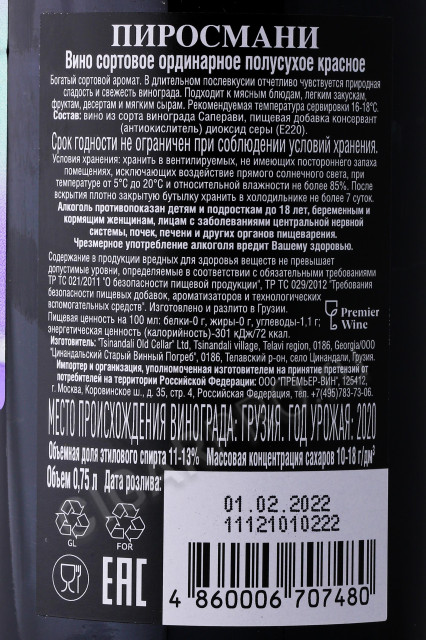 ПИРОСМАНИ
Вино сортовое ординарное полусухое красное
Богатый сортовой аромат. В длительном послевкусии отчетливо чувствуется природная
сладость и свежесть винограда. Подходит к мясным блюдам, легким закускам,
фруктам, десертам и мягким сырам. Рекомендуемая температура сервировки 16-18°С.
Состав: вино из сорта винограда Саперави, пищевая добавка консервант
(антиокислитель) диоксид серы (Е220).
Срок годности не ограничен при соблюдении условий хранения.
Условия хранения: хранить в вентилируемых, не имеющих постороннего запаха
помещениях, исключающих воздействие прямого солнечного света, при
температуре от 5°С до 20°С и относительной влажности не более 85%. После
вскрытия плотно закрытую бутылку хранить в холодильнике не более 7 суток.
Алкоголь противопоказан детям и подросткам до 18 лет, беременным и
кормящим женщинам, лицам с заболеваниями центральной нервной
системы, почек, печени и других органов пищеварения.
Чрезмерное употребление алкоголя вредит Вашему здоровью.
Содержание в продукции вредных для здоровья веществ не превышает
допустимые уровни, определяемые в соответствии с обязательными требованиями
ТР ТС 021/2011 "О безопасности пищевой продукции", ТР ТС 029/2012 "Требования
безопасности пищевых добавок, ароматизаторов и технологических
вспомогательных средств". Изготовлено и разлито в Грузии.
Premier
Wine
Пищевая ценность на 100 мл: белки-0 г, жиры-0 г, углеводы-1,1 г;
энергетическая ценность (калорийность)-301 кДж/72 ккал.
Изготовитель: "Tsinandali Old Cellar" Ltd, Tsinandali village, Telavi region, 0186, Georgia/ООО
"Цинандальский Старый Винный Погреб", 0186, Телавский р-он, село Цинандали, Грузия.
Импортер и организация, уполномоченная изготовителем на принятие претензий от
потребителей на территории Российской Федерации: ООО "ПРЕМЬЕР-ВИН", 125412,
г. Москва, Коровинское ш., д. 35, стр. 4, Российская Федерация, тел. +7(495)783-73-06.
МЕСТО ПРОИСХОЖДЕНИЯ ВИНОГРАДА: ГРУЗИЯ. ГОД УРОЖАЯ: 2020
Объемная доля этилового спирта 11-13% Массовая концентрация сахаров 10-18 г/дм³
Объем 0,75 л Дата розлива:
01.02.2022
11121010222
GL
FOR
EAC
4 860006 707480